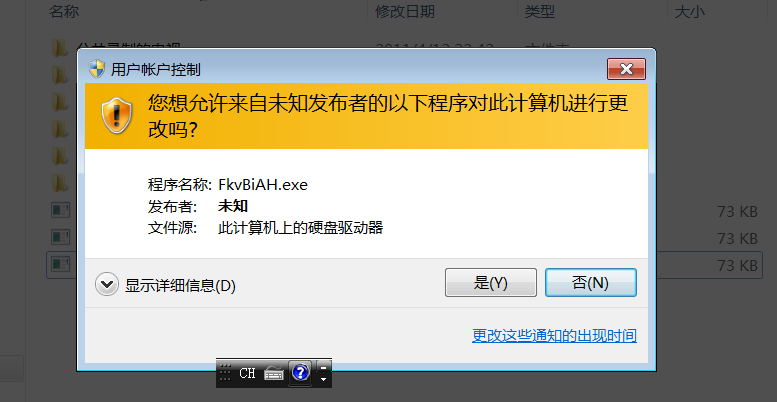 名称
修改日期
类型
大小
用户帐户控制
您想允许来自未知发布者的以下程序对此计算机进行更
改吗?
程序名称: FkvBiAH.exe
发布者: 未知
文件源: 此计算机上的硬盘驱动器
73 KB
73 KB
73 KB
显示详细信息(D)
是(Y)
否(N)
更改这些通知的出现时间
CH